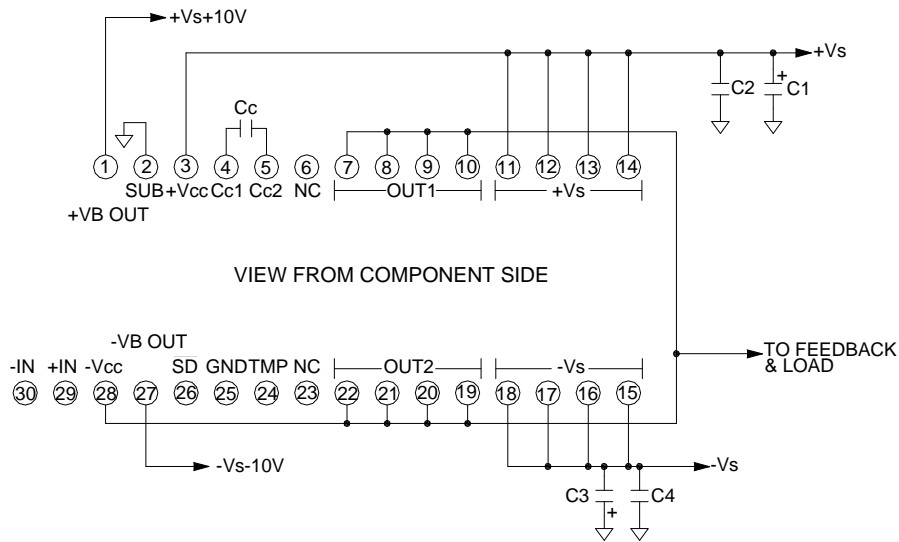 +Vs+10V
+Vs
C2
+
C1
Cc
1 2 3 4 5 6 7 8 9 10 11 12 13 14
SUB +Vcc Cc1 Cc2 NC OUT1 +Vs
+VB OUT
VIEW FROM COMPONENT SIDE
-VB OUT
TO FEEDBACK
& LOAD
-IN +IN -Vcc SD GND TMP NC OUT2 -Vs
30 29 28 27 26 25 24 23 22 21 20 19 18 17 16 15
-Vs-10V
-Vs
C3
+
C4